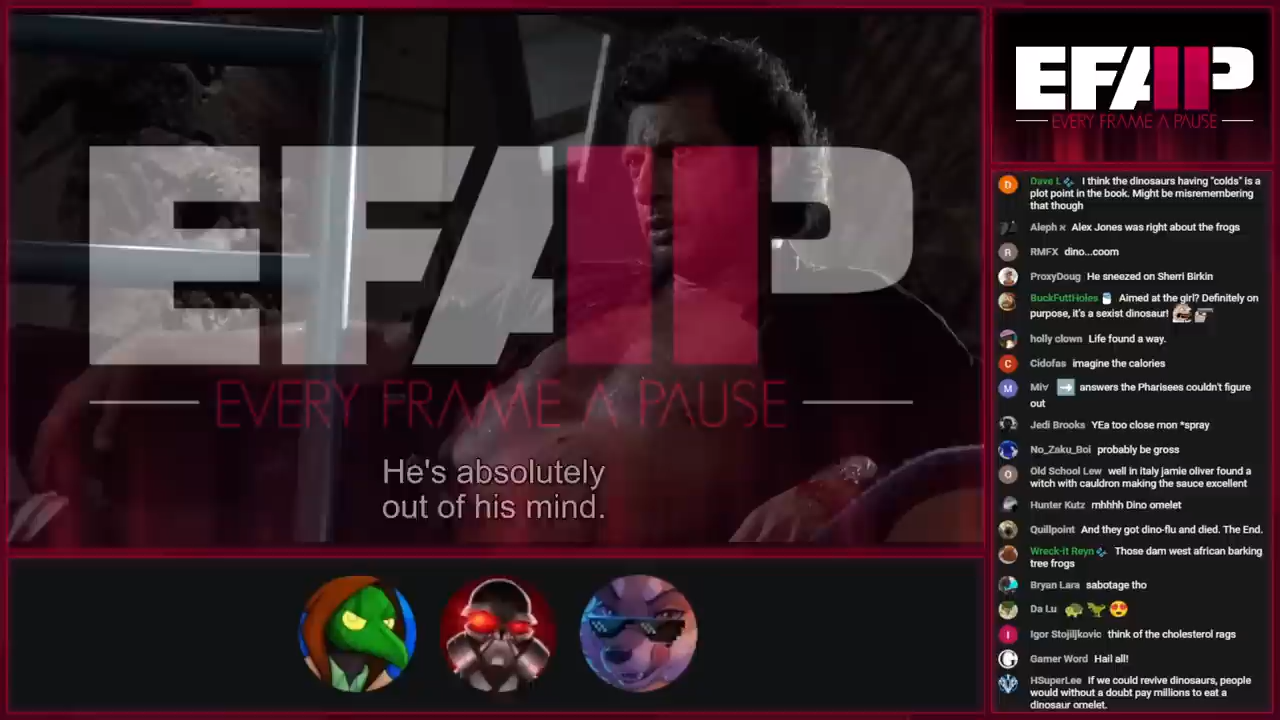 EFAP
EVERY FRAME A PAUSE
He's absolutely
out of his mind.
EFAP
EVERY FRAME A PAUSE
Dave L I think the dinosaurs having "colds" is a
plot point in the book. Might be misremembering
that though
Aleph א Alex Jones was right about the frogs
R RMFX dino...coom
ProxyDoug He sneezed on Sherri Birkin
BuckFuttHoles Aimed at the girl? Definitely on
purpose, it's a sexist dinosaur!
holly clown Life found a way.
C Cidofas imagine the calories
answers the Pharisees couldn't figure
out
Jedi Brooks YEa too close mon *spray
No_Zaku_Boi probably be gross
O Old School Lew well in italy jamie oliver found a
witch with cauldron making the sauce excellent
Hunter Kutz mhhhh Dino omelet
Quillpoint And they got dino-flu and died. The End.
Wreck-it Reyn Those dam west african barking
tree frogs
Bryan Lara sabotage tho
Da Lu 🐢 🦖 😍
I Igor Stojiljkovic think of the cholesterol rags
Gamer Word Hail all!
HSuperLee If we could revive dinosaurs, people
would without a doubt pay millions to eat a
dinosaur omelet.